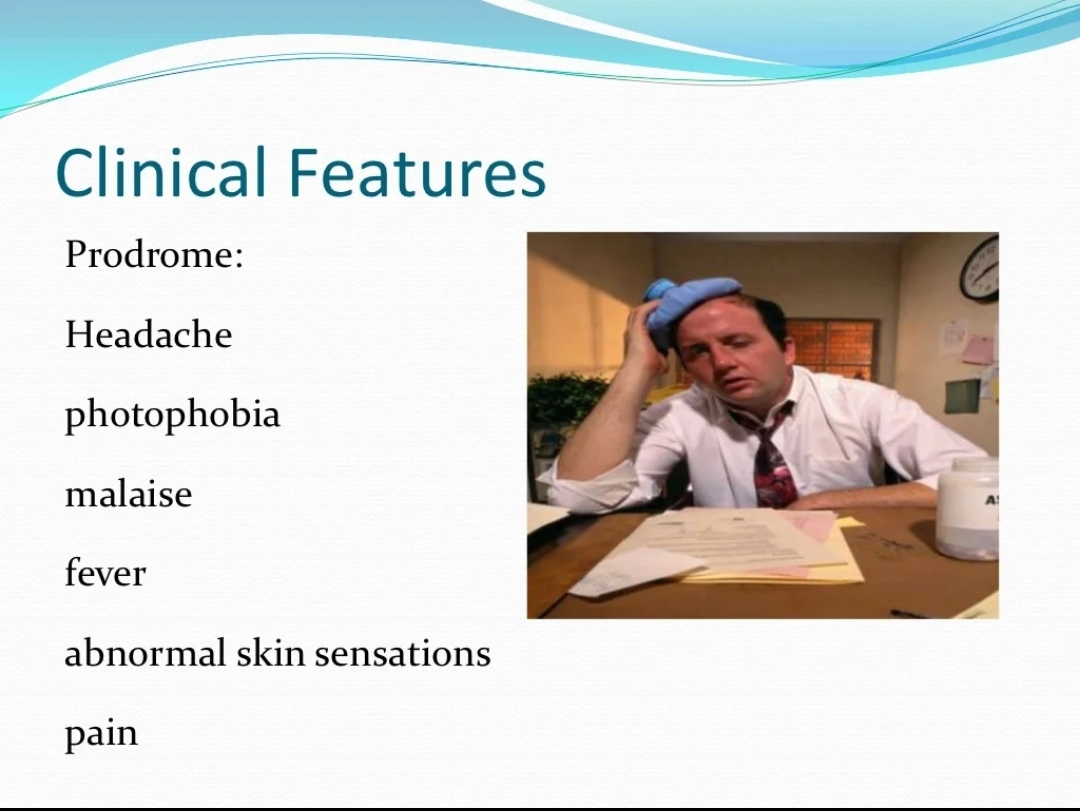 Clinical Features
Prodrome:
Headache
photophobia
malaise
fever
abnormal skin sensations
pain